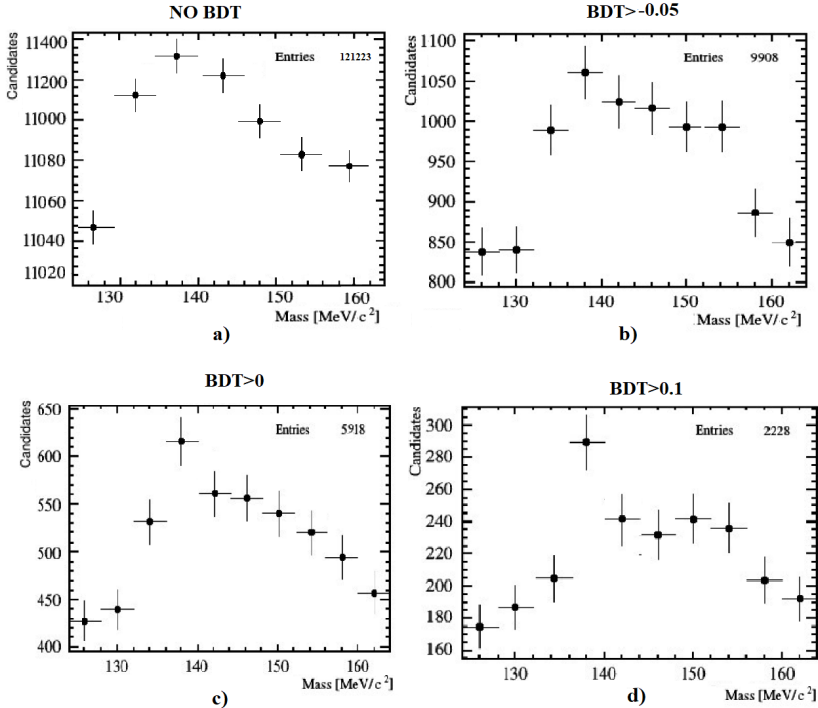 NO BDT
BDT>-0.05
Candidates
11400
11200
11000
11080
11060
11040
11020
Entries 121223
130 140 150 160
Mass [MeV/c²]
a)
Candidates
1100
1050
1000
950
900
850
800
Entries 9908
130 140 150 160
Mass [MeV/c²]
b)
BDT>0
BDT>0.1
Candidates
650
600
550
500
450
400
Entries 5918
130 140 150 160
Mass [MeV/c²]
c)
Candidates
300
280
260
240
220
200
180
160
Entries 2228
130 140 150 160
Mass [MeV/c²]
d)